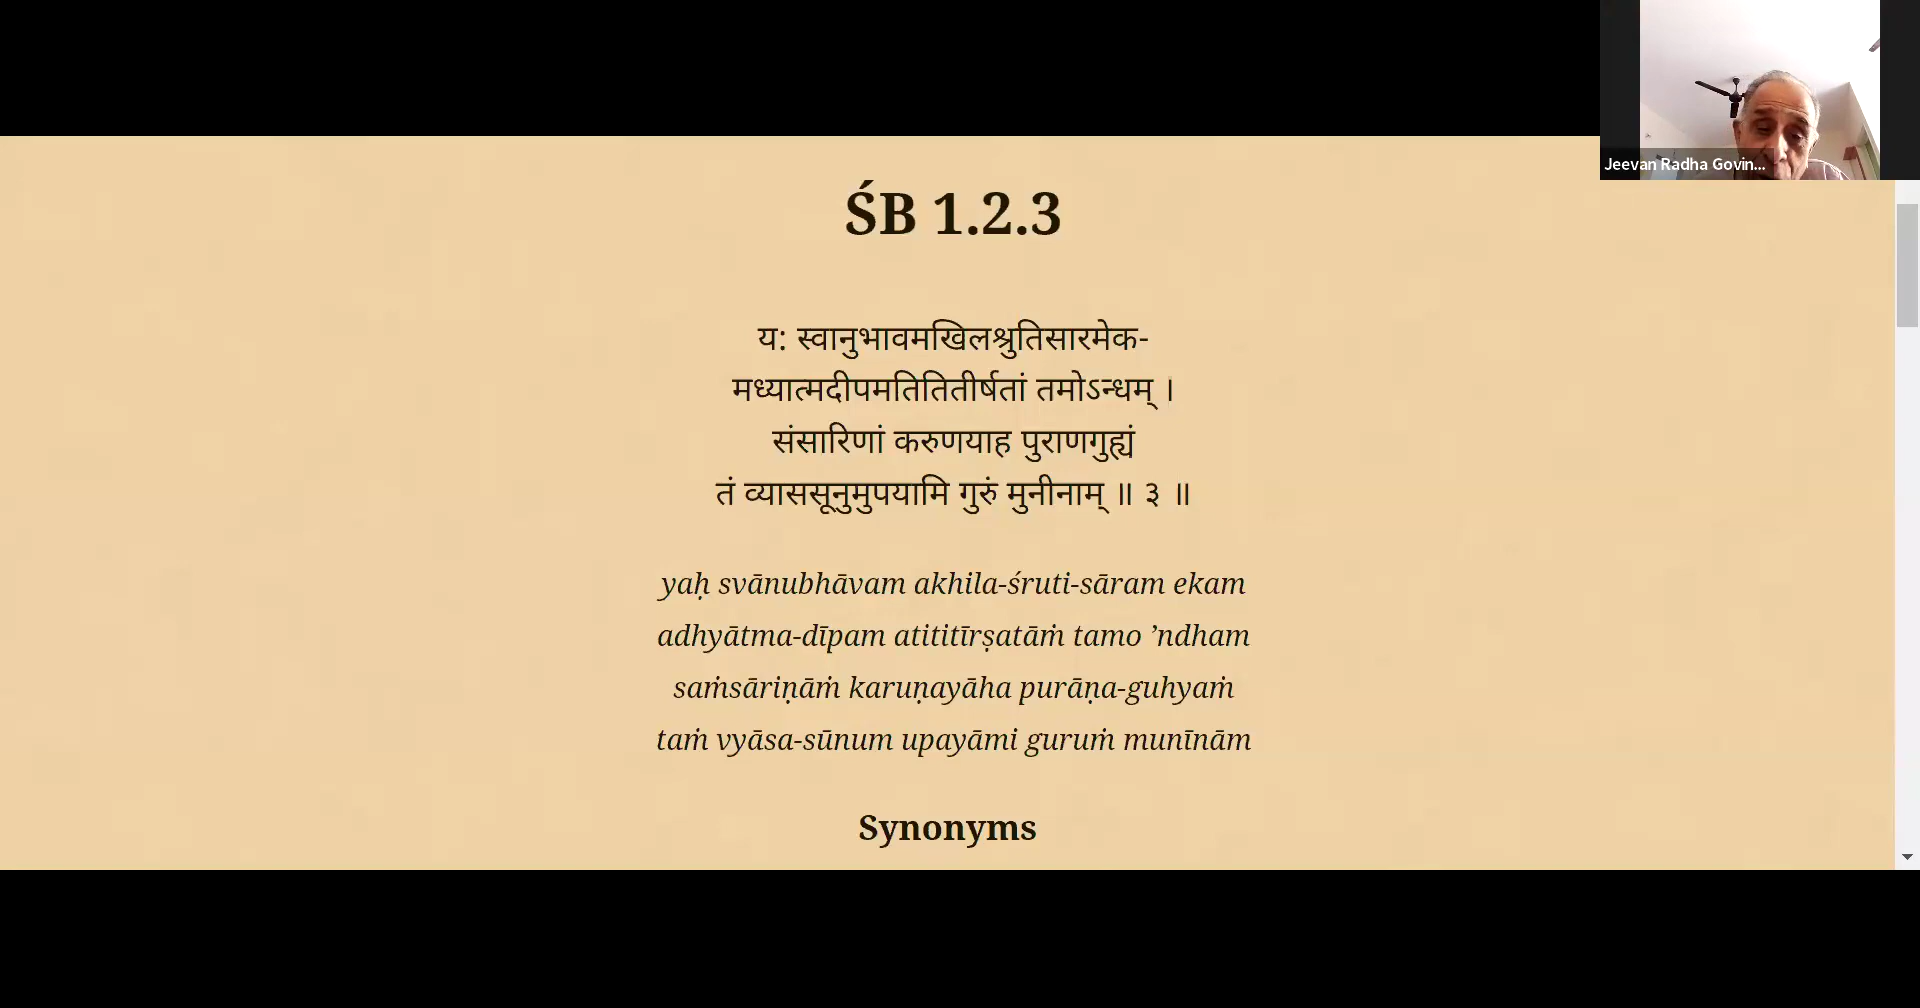 Jeevan Radha Govin...
ŚB 1.2.3
य: स्वानुभावमखिलश्रुतिसारमेक-
मध्यात्मदीपमतितितीर्षतां तमोऽन्धम् ।
संसारिणां करुणयाह पुराणगुह्यं
तं व्याससूनुमुपयामि गुरुं मुनीनाम् ॥ ३ ॥
yaḥ svānubhāvam akhila-śruti-sāram ekam
adhyātma-dīpam atititīrṣatāṁ tamo ’ndham
saṁsāriṇāṁ karuṇayāha purāṇa-guhyaṁ
taṁ vyāsa-sūnum upayāmi guruṁ munīnām
Synonyms